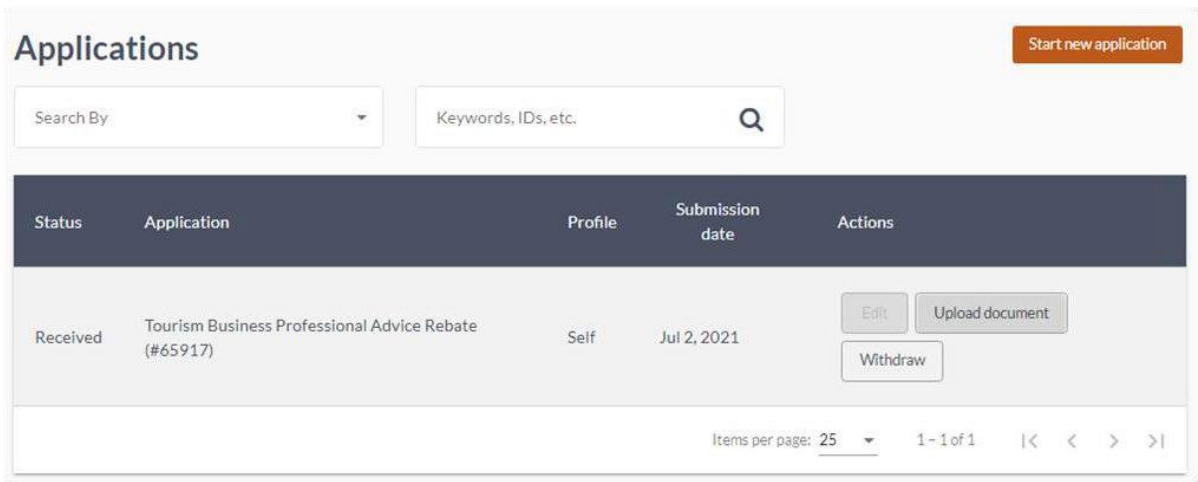 Applications
Start new application
Search By
Keywords, IDs, etc.
Status
Application
Profile
Submission
date
Actions
Received
Tourism Business Professional Advice Rebate
(#65917)
Self
Jul 2, 2021
Edit
Upload document
Withdraw
Items per page: 25
1 – 1 of 1